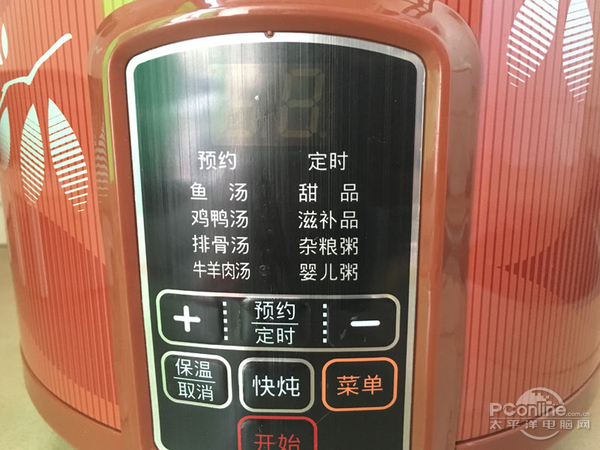 预约 定时
鱼汤 甜品
鸡鸭汤 滋补品
排骨汤 杂粮粥
牛羊肉汤 婴儿粥
+ 预约 −
定时
保温 快炖 菜单
取消
开始
PConline.com.cn
太平洋电脑网